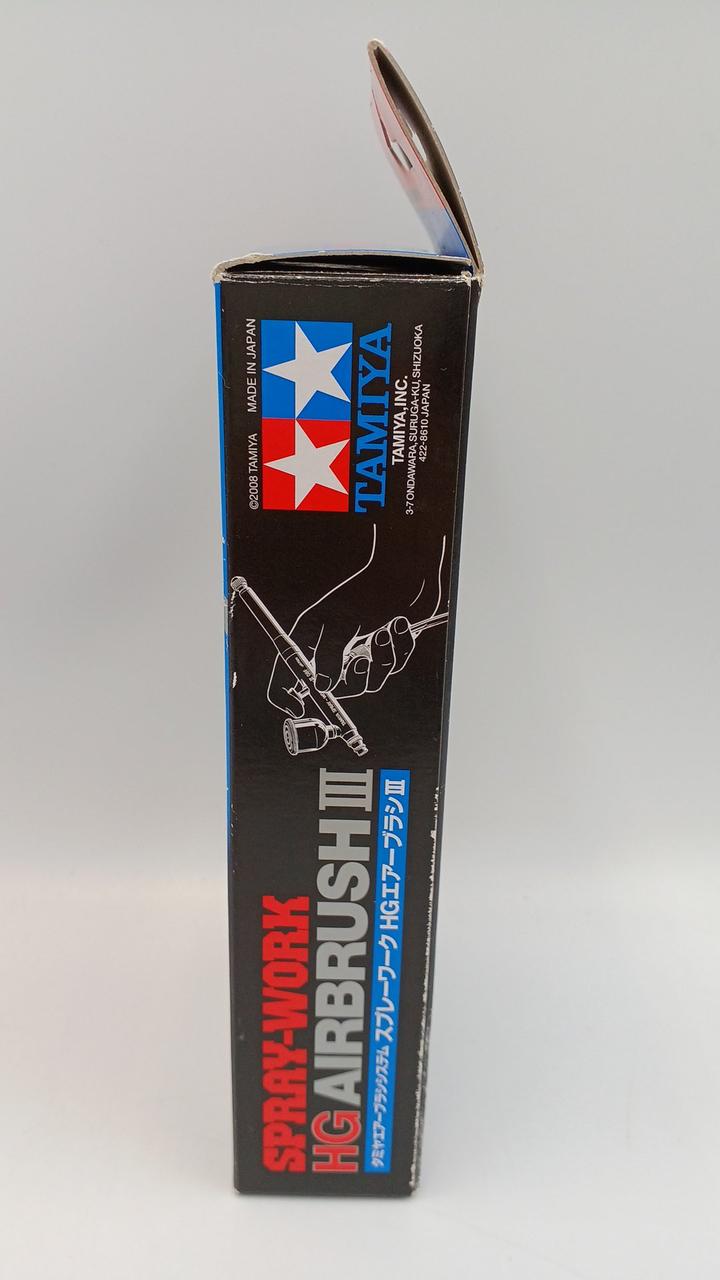 SPRAY-WORK
HG AIRBRUSH III
タミヤエアーブラシシステム スプレーワーク HGエアーブラシIII
©2008 TAMIYA MADE IN JAPAN
TAMIYA
TAMIYA,INC.
3-7 ONDAWARA, SURUGA-KU, SHIZUOKA
422-8610 JAPAN